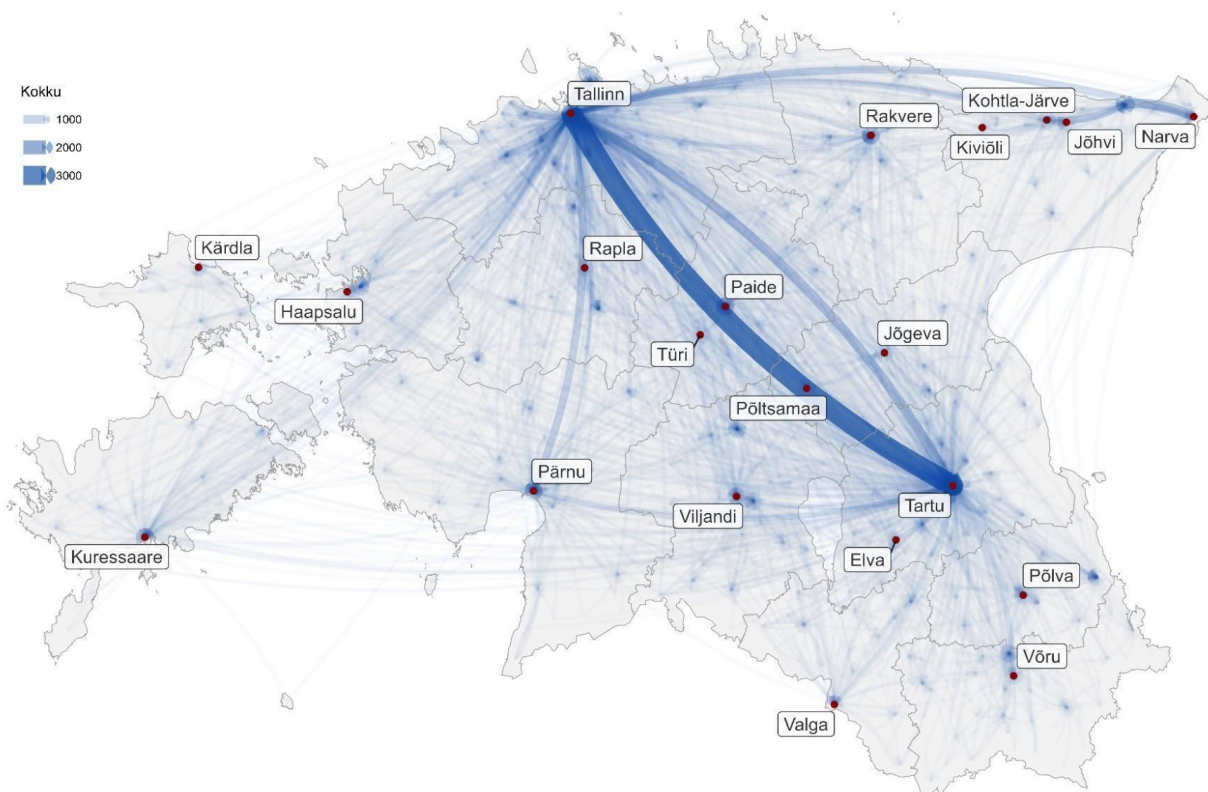 Kokku
1000
2000
3000
Tallinn
Kohtla-Järve
Rakvere
Kiviõli
Jõhvi
Narva
Kärdla
Rapla
Haapsalu
Paide
Türi
Jõgeva
Põltsamaa
Pärnu
Viljandi
Tartu
Kuressaare
Elva
Põlva
Võru
Valga